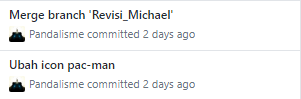 Merge branch 'Revisi_Michael'
Pandalisme committed 2 days ago
Ubah icon pac-man
Pandalisme committed 2 days ago